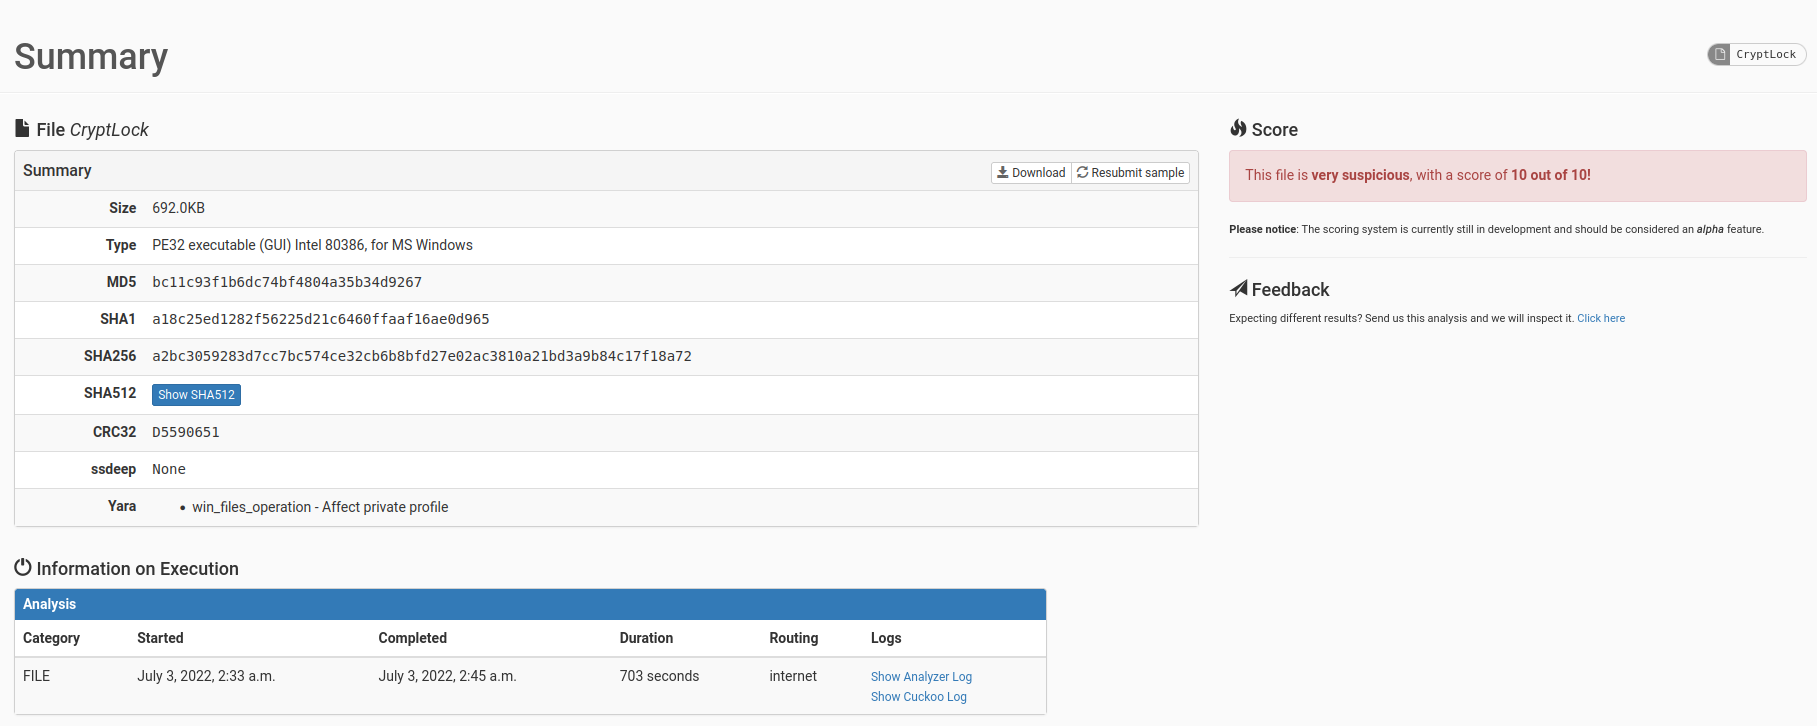 Summary
CryptLock
File CryptLock
Summary
Download Resubmit sample
Size 692.0KB
Type PE32 executable (GUI) Intel 80386, for MS Windows
MD5 bc11c93f1b6dc74bf4804a35b34d9267
SHA1 a18c25ed1282f56225d21c6460ffaaf16ae0d965
SHA256 a2bc3059283d7cc7bc574ce32cb6b8bfd27e02ac3810a21bd3a9b84c17f18a72
SHA512 Show SHA512
CRC32 D5590651
ssdeep None
Yara • win_files_operation - Affect private profile
Score
This file is very suspicious, with a score of 10 out of 10!
Please notice: The scoring system is currently still in development and should be considered an alpha feature.
Feedback
Expecting different results? Send us this analysis and we will inspect it. Click here
Information on Execution
Analysis
Category Started Completed Duration Routing Logs
FILE July 3, 2022, 2:33 a.m. July 3, 2022, 2:45 a.m. 703 seconds internet Show Analyzer Log
Show Cuckoo Log